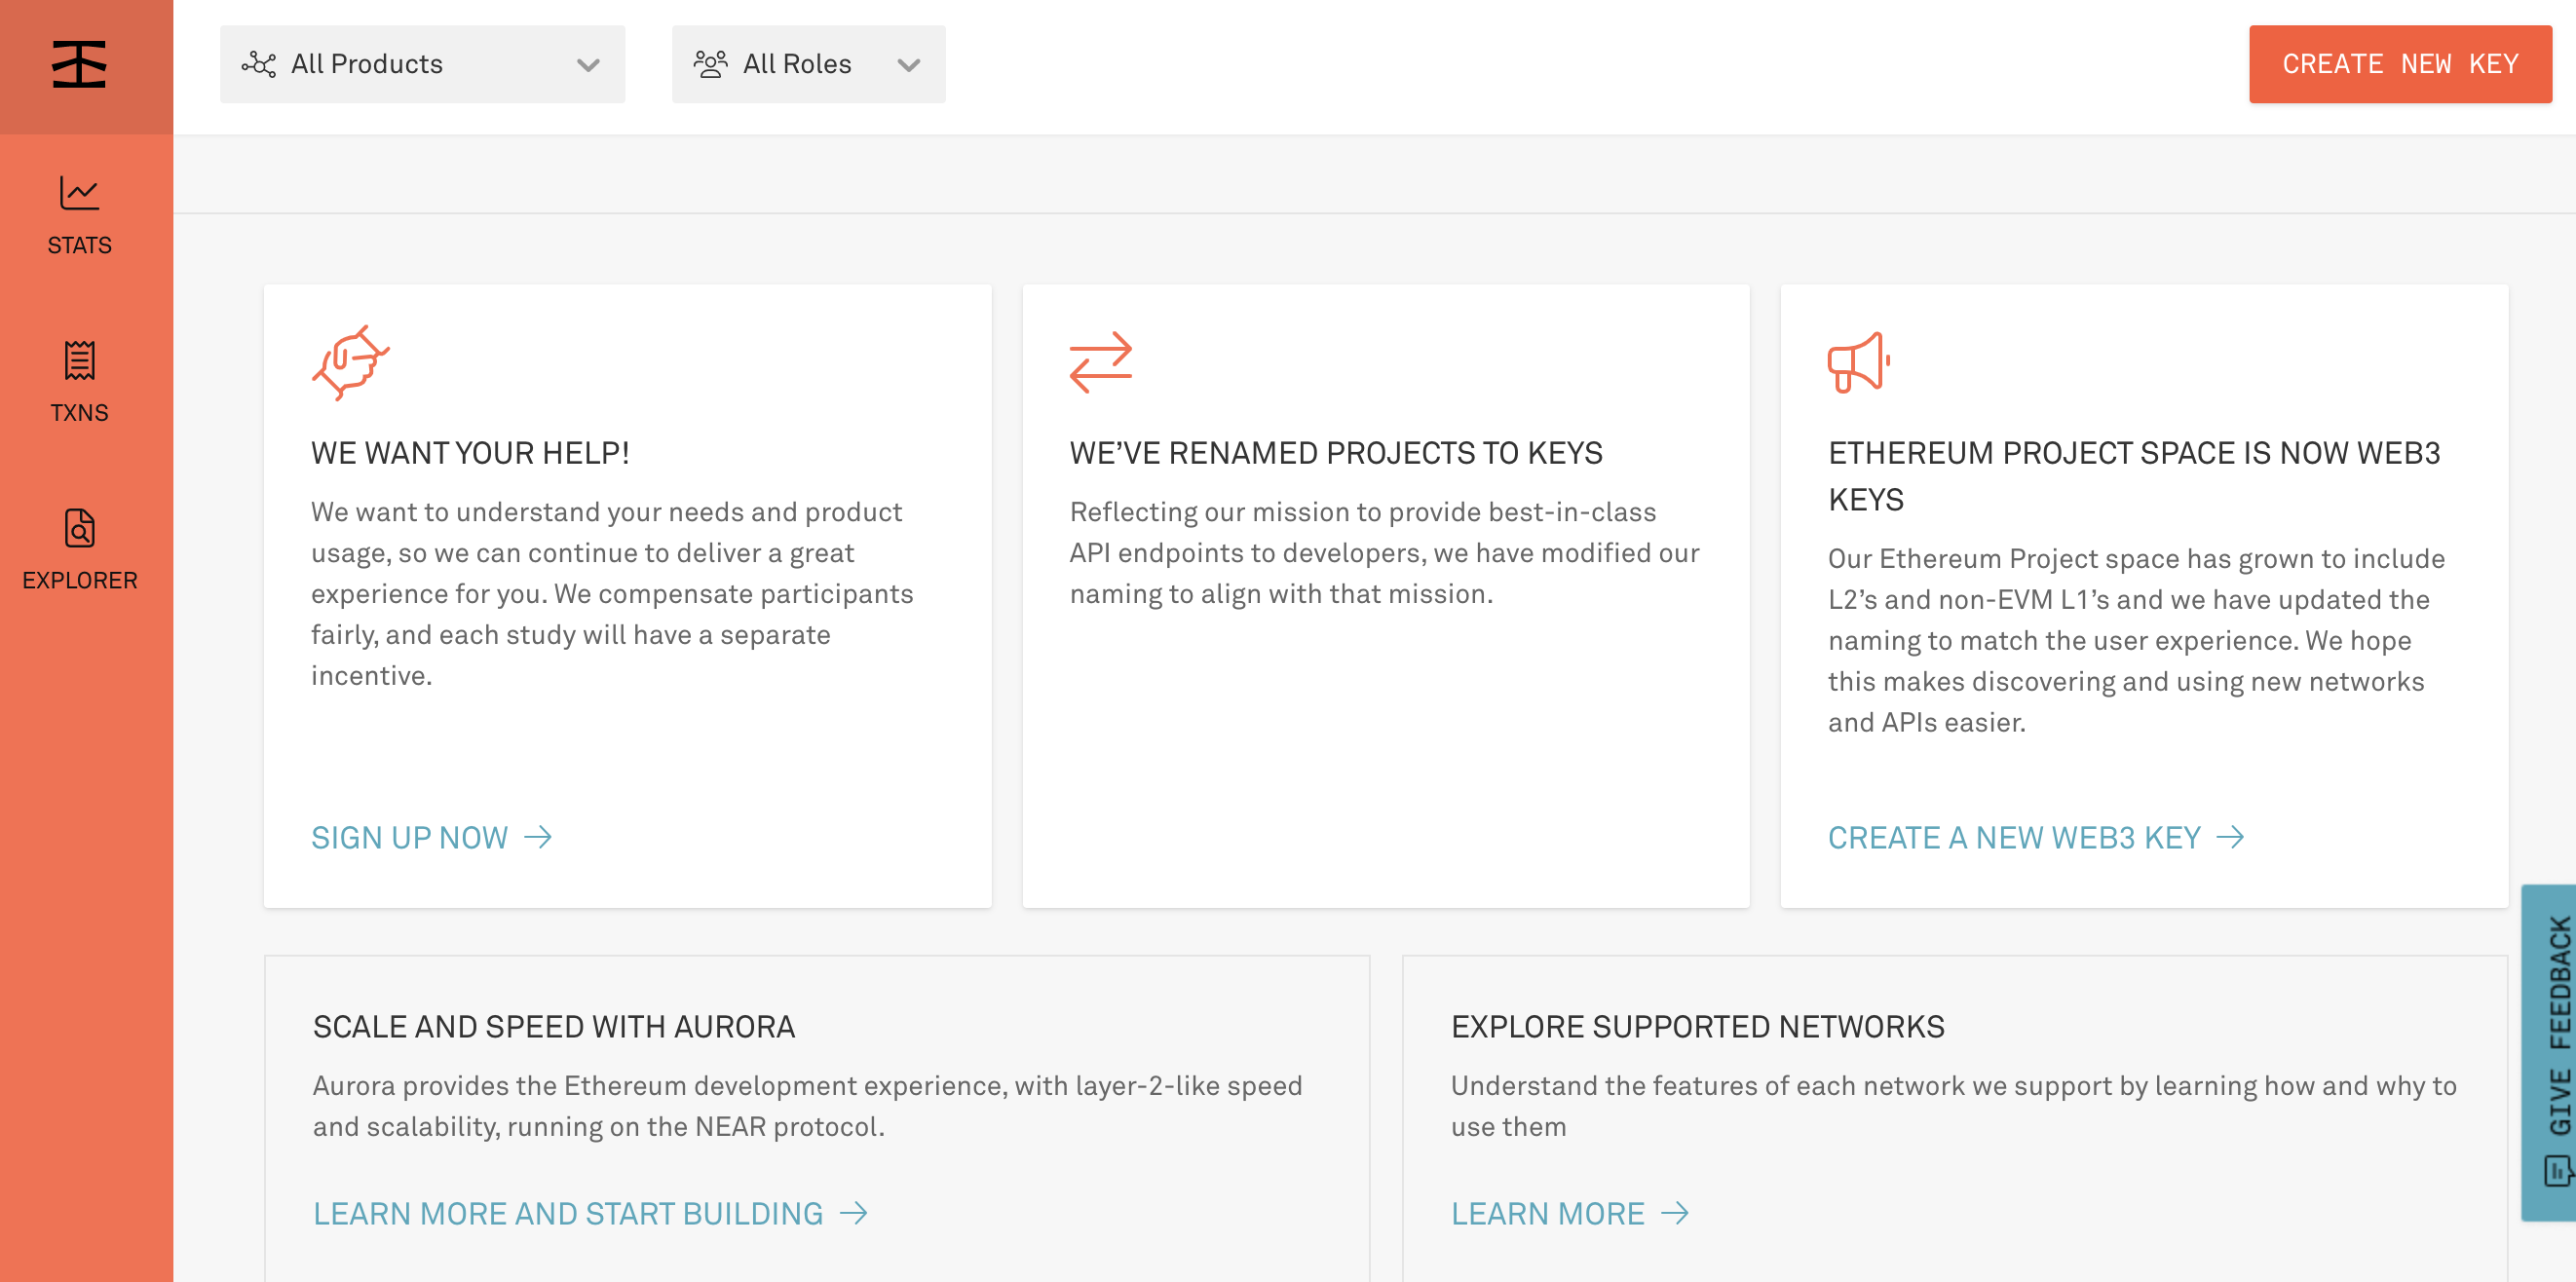 All Products
All Roles
CREATE NEW KEY
STATS
TXNS
EXPLORER
WE WANT YOUR HELP!
We want to understand your needs and product
usage, so we can continue to deliver a great
experience for you. We compensate participants
fairly, and each study will have a separate
incentive.
SIGN UP NOW
WE’VE RENAMED PROJECTS TO KEYS
Reflecting our mission to provide best-in-class
API endpoints to developers, we have modified our
naming to align with that mission.
ETHEREUM PROJECT SPACE IS NOW WEB3
KEYS
Our Ethereum Project space has grown to include
L2’s and non-EVM L1’s and we have updated the
naming to match the user experience. We hope
this makes discovering and using new networks
and APIs easier.
CREATE A NEW WEB3 KEY
SCALE AND SPEED WITH AURORA
Aurora provides the Ethereum development experience, with layer-2-like speed
and scalability, running on the NEAR protocol.
LEARN MORE AND START BUILDING
EXPLORE SUPPORTED NETWORKS
Understand the features of each network we support by learning how and why to
use them
LEARN MORE
GIVE FEEDBACK